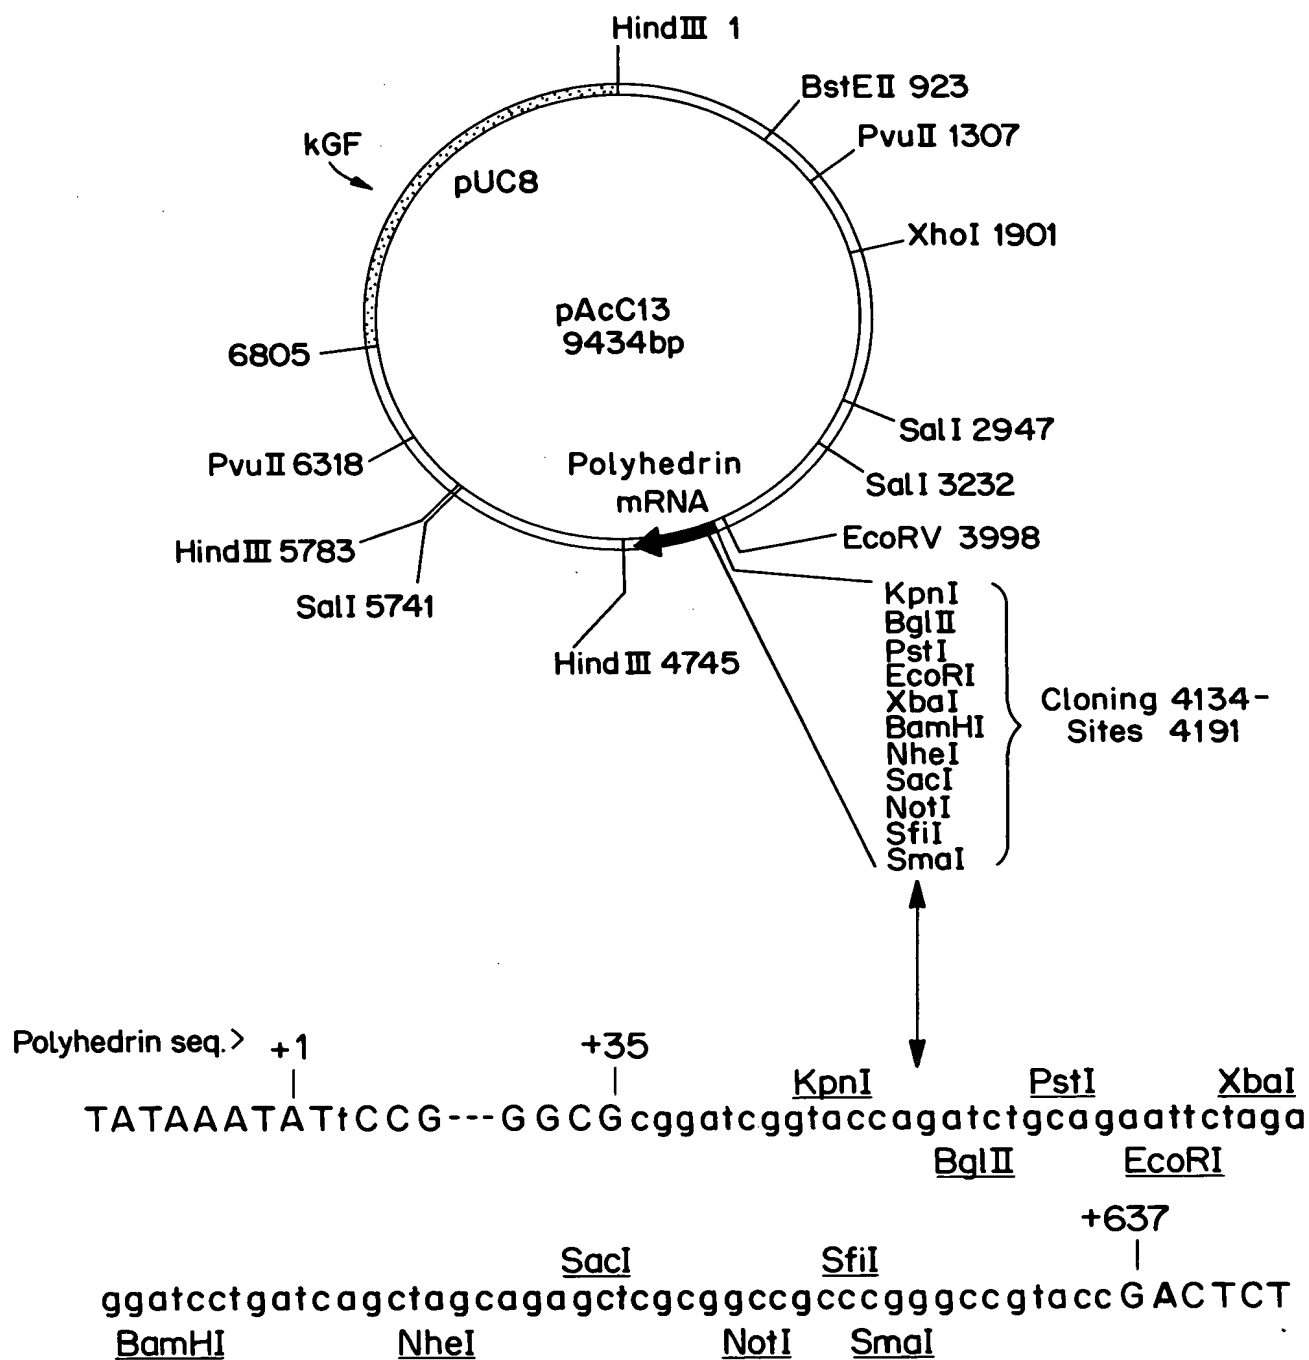 HindⅢ 1
BstEⅡ 923
PvuⅡ 1307
kGF
pUC8
XhoI 1901
pAcC13
9434bp
6805
SalI 2947
PvuⅡ 6318
Polyhedrin
mRNA
SalI 3232
EcoRV 3998
HindⅢ 5783
SalI 5741
HindⅢ 4745
KpnI
BglⅡ
PstI
EcoRI
XbaI
BamHI
NheI
SacI
NotI
SfiI
SmaI
Cloning 4134-
Sites 4191
Polyhedrin seq.> +1 +35
KpnI PstI XbaI
TATAAATATtCCG---GGCGcggatcggtaccagatctgcagaattctaga
BglⅡ EcoRI
+637
SacI SfiI
ggatcctgatcagctagcagagctcgcggccgcccgggccgtaccGACTCT
BamHI NheI NotI SmaI